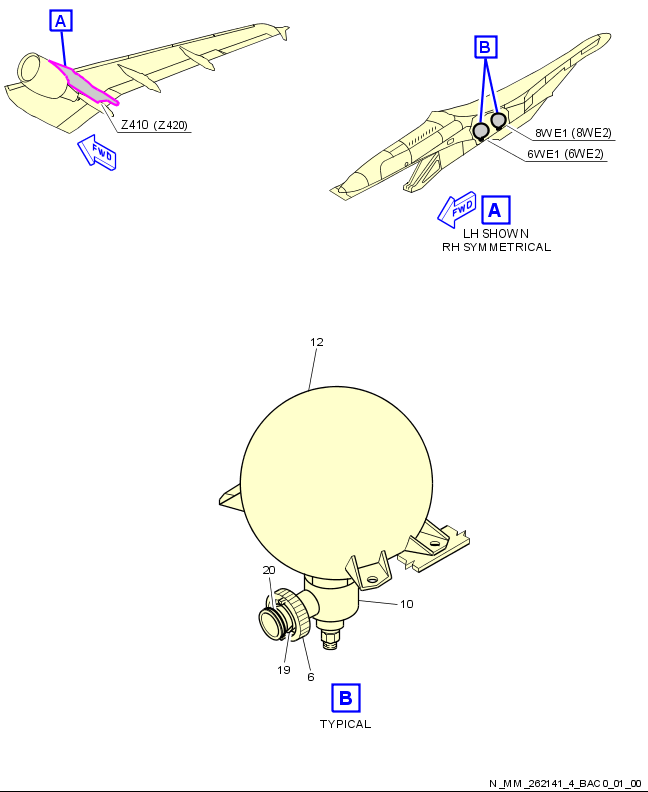 A
Z410 (Z420)
FWD
B
8WE1 (8WE2)
6WE1 (6WE2)
FWD
A
LH SHOWN
RH SYMMETRICAL
12
20
10
19
6
B
TYPICAL
N_MM_262141_4_BAC0_01_00